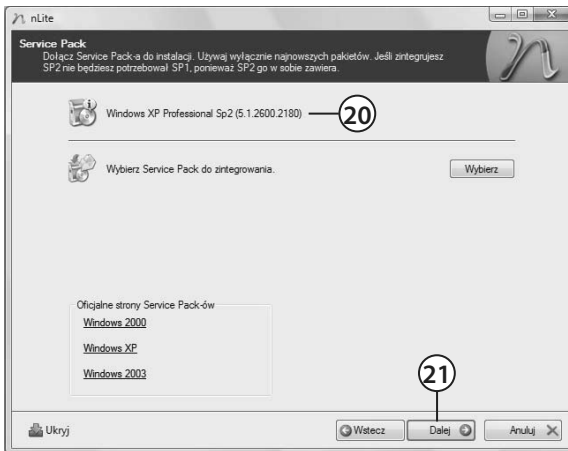 nLite
Service Pack
Dołącz Service Pack-a do instalacji. Używaj wyłącznie najnowszych pakietów. Jeśli zintegrujesz
SP2 nie będziesz potrzebował SP1, ponieważ SP2 go w sobie zawiera.
Windows XP Professional Sp2 (5.1.2600.2180)
20
Wybierz Service Pack do zintegrowania.
Wybierz
Oficjalne strony Service Pack-ów
Windows 2000
Windows XP
Windows 2003
21
Ukryj
Wstecz
Dalej
Anuluj